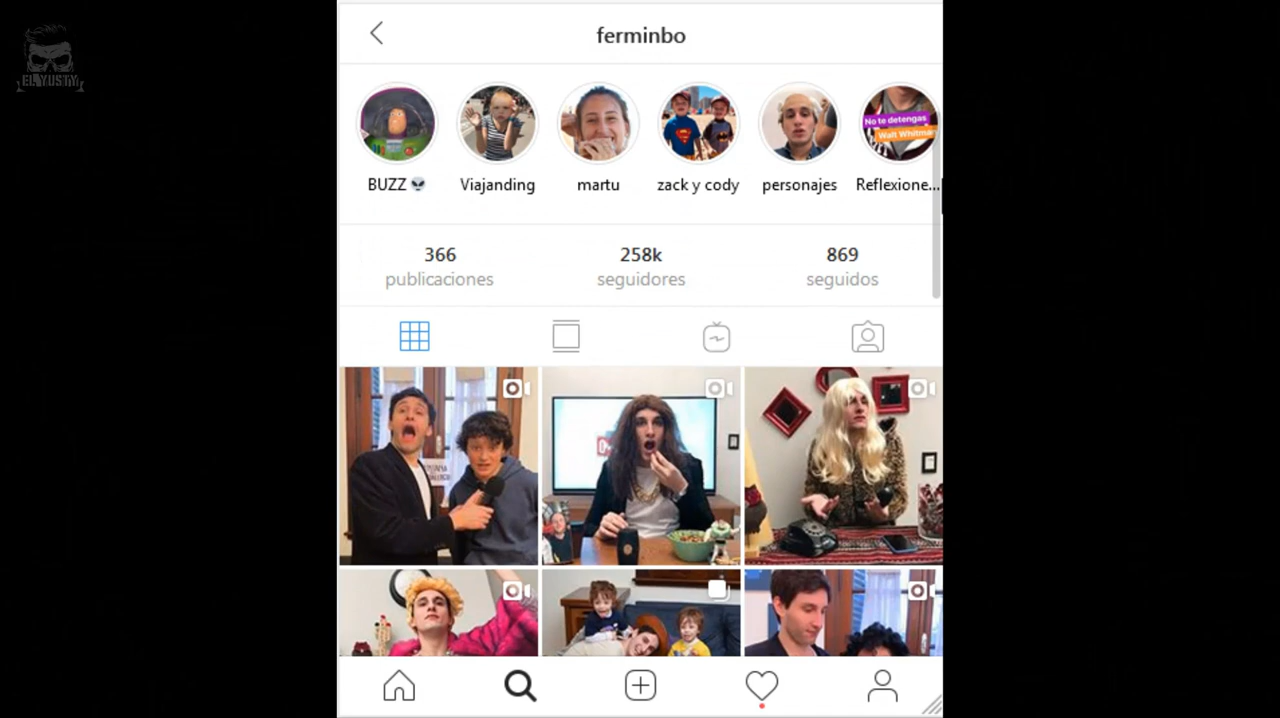 EL YUSTY
ferminbo
No te detengas
Walt Whitman
BUZZ 👽
Viajanding
martu
zack y cody
personajes
Reflexione...
366
publicaciones
258k
seguidores
869
seguidos